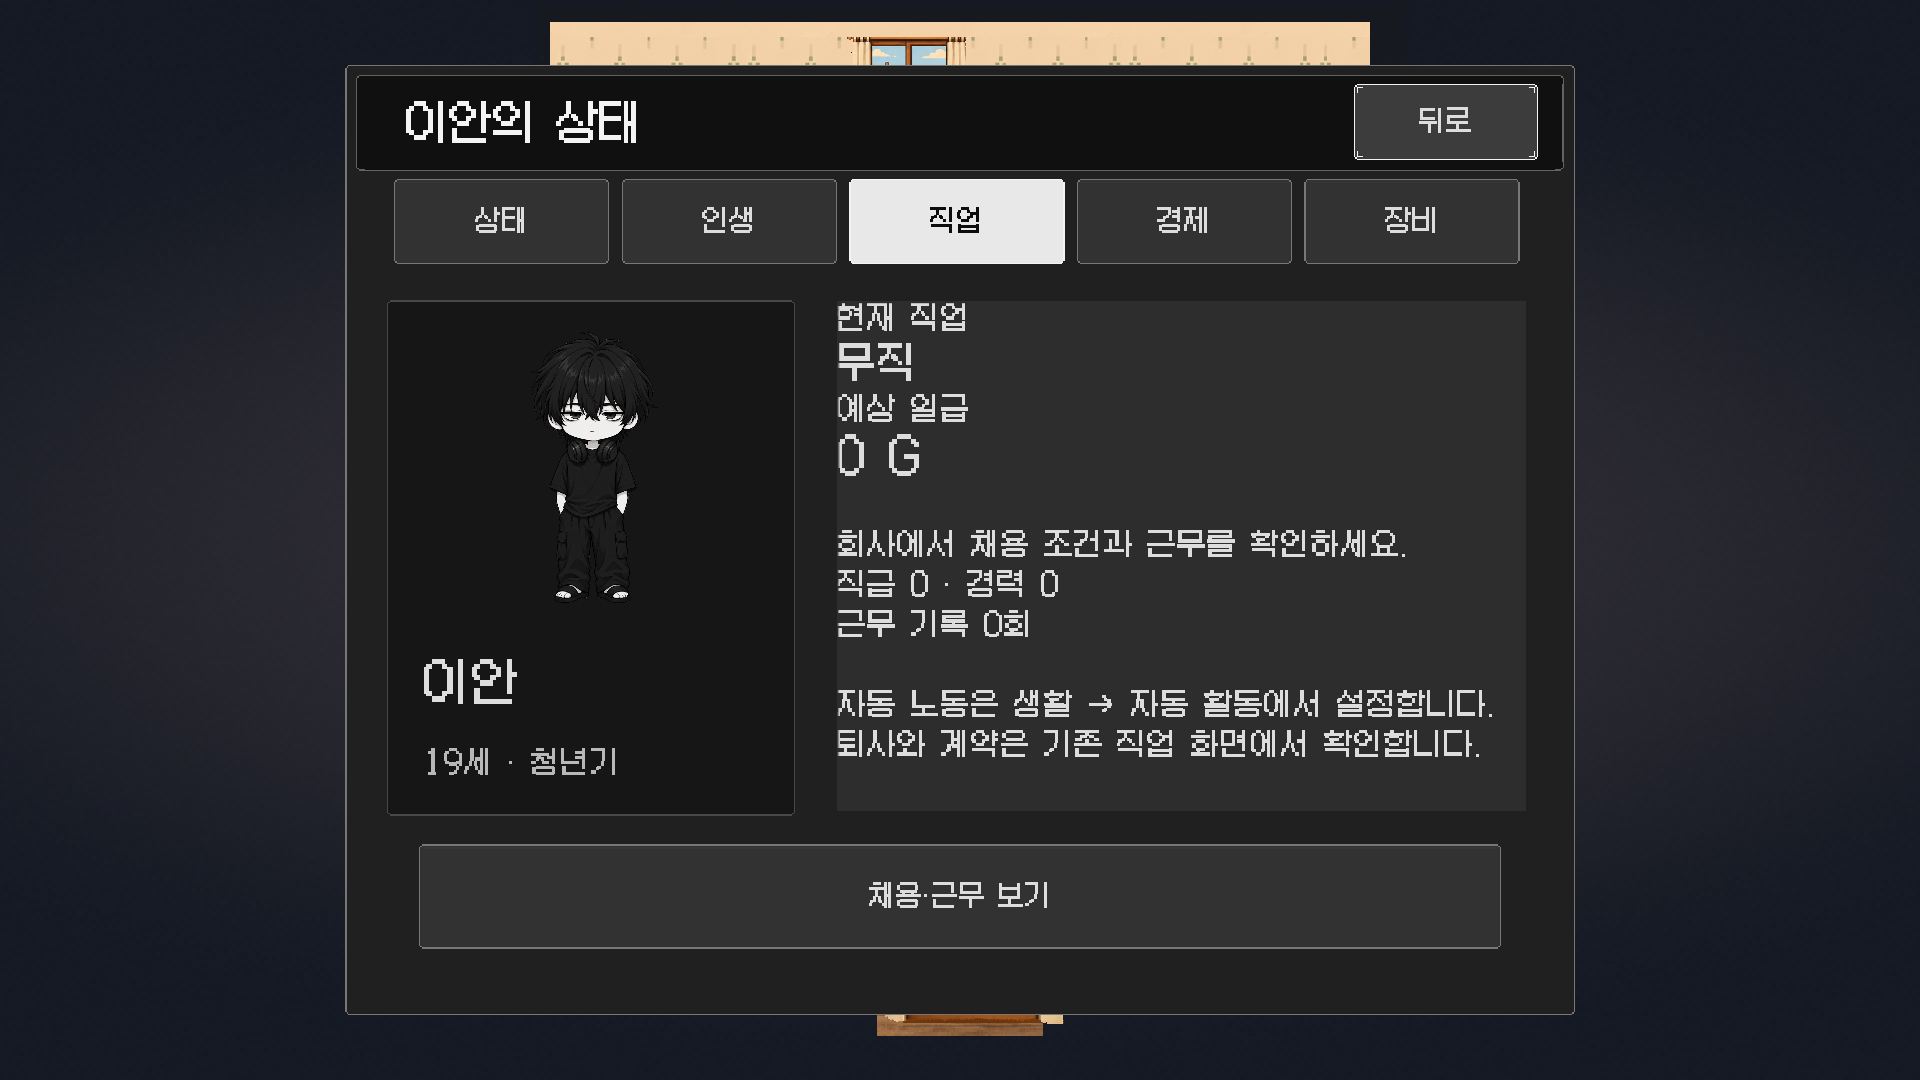 이안의 상태
뒤로
상태
인생
직업
경제
장비
현재 직업
무직
예상 일급
0 G
회사에서 채용 조건과 근무를 확인하세요.
직급 0 · 경력 0
근무 기록 0회
자동 노동은 생활 → 자동 활동에서 설정합니다.
퇴사와 계약은 기존 직업 화면에서 확인합니다.
이안
19세 · 청년기
채용·근무 보기